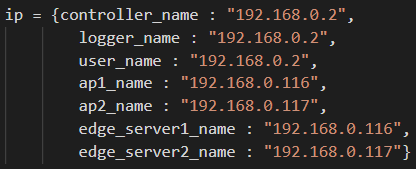 ip = {controller_name : "192.168.0.2",
logger_name : "192.168.0.2",
user_name : "192.168.0.2",
ap1_name : "192.168.0.116",
ap2_name : "192.168.0.117",
edge_server1_name : "192.168.0.116",
edge_server2_name : "192.168.0.117"}